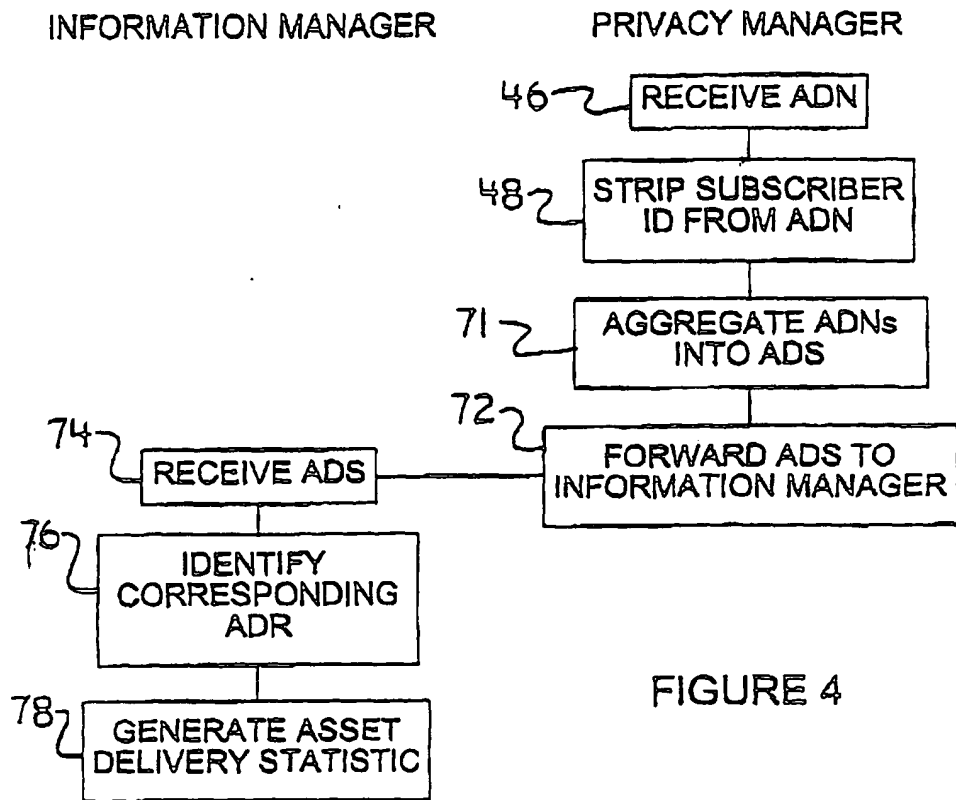 INFORMATION MANAGER
PRIVACY MANAGER
46
RECEIVE ADN
48
STRIP SUBSCRIBER
ID FROM ADN
71
AGGREGATE ADNs
INTO ADS
72
FORWARD ADS TO
INFORMATION MANAGER
74
RECEIVE ADS
76
IDENTIFY
CORRESPONDING
ADR
78
GENERATE ASSET
DELIVERY STATISTIC
FIGURE 4